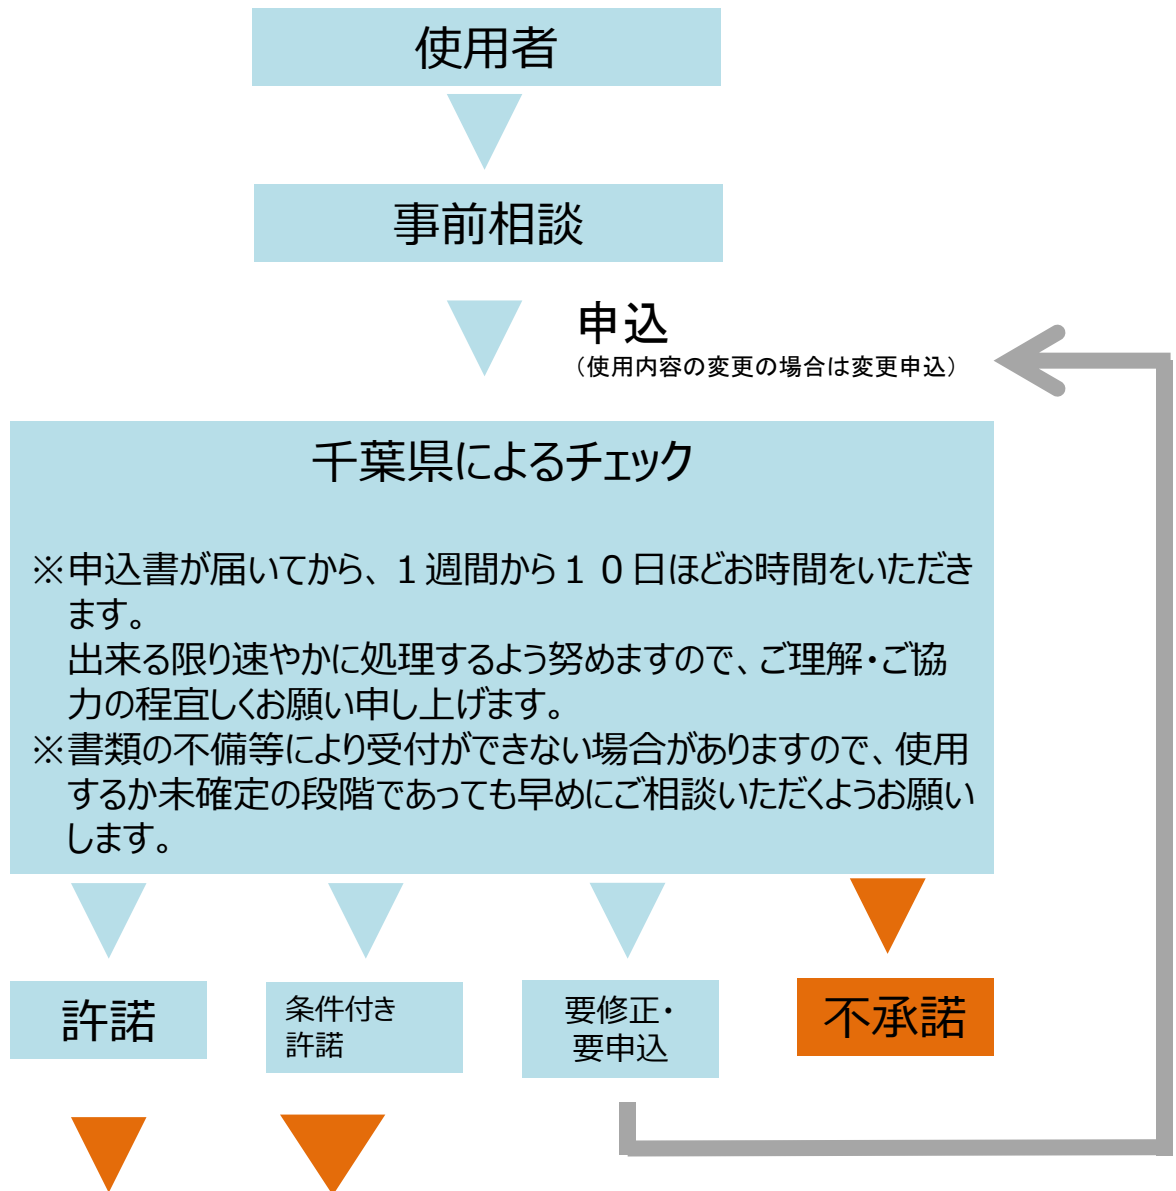 使用者
事前相談
申込
（使用内容の変更の場合は変更申込）
千葉県によるチェック
※申込書が届いてから、１週間から１０日ほどお時間をいただき
ます。
出来る限り速やかに処理するよう努めますので、ご理解・ご協
力の程宜しくお願い申し上げます。
※書類の不備等により受付ができない場合がありますので、使用
するか未確定の段階であっても早めにご相談いただくようお願い
します。
許諾
条件付き
許諾
要修正・
要申込
不承諾